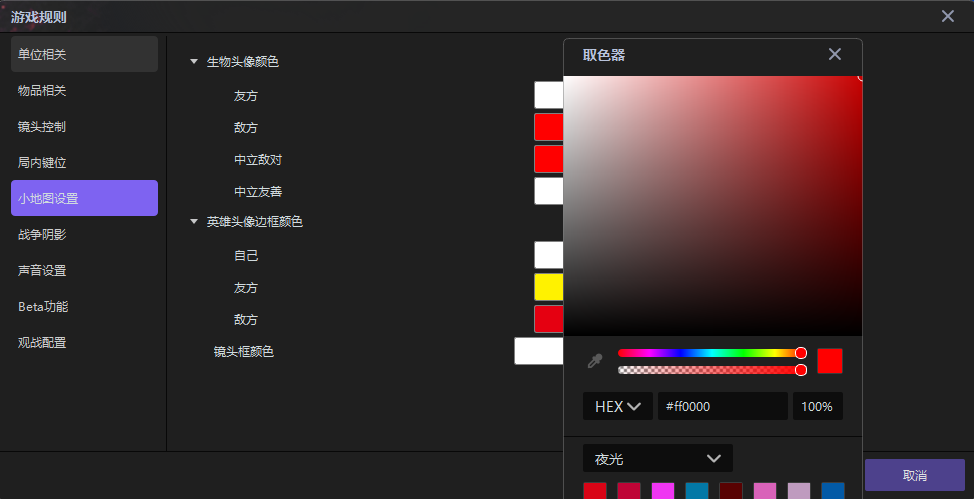 游戏规则
单位相关
物品相关
镜头控制
局内键位
小地图设置
战争阴影
声音设置
Beta功能
观战配置
生物头像颜色
友方
敌方
中立敌对
中立友善
英雄头像边框颜色
自己
友方
敌方
镜头框颜色
取色器
HEX
#ff0000
100%
夜光
取消